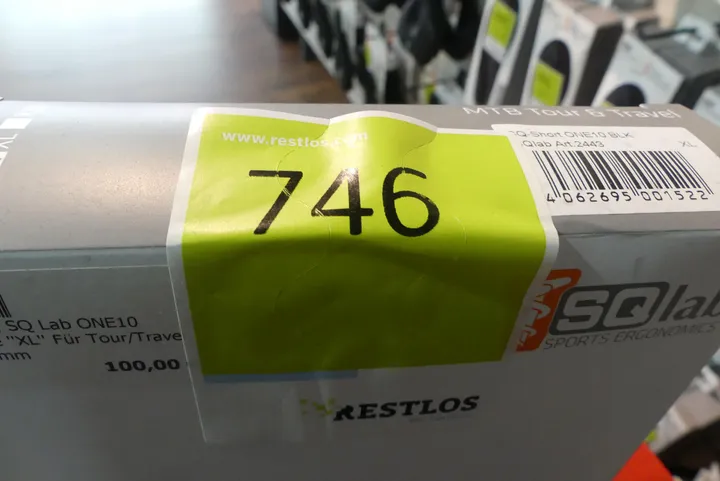 MTB Tour & Travel
www.restlos.com
746
SQ-Short ONE10 BLK
SQlab Art.2443
XL
4 062695 001522
SQlab
SPORTS ERGONOMICS
SQ Lab ONE10
"XL" Für Tour/Trave
mm
100,00
RESTLOS